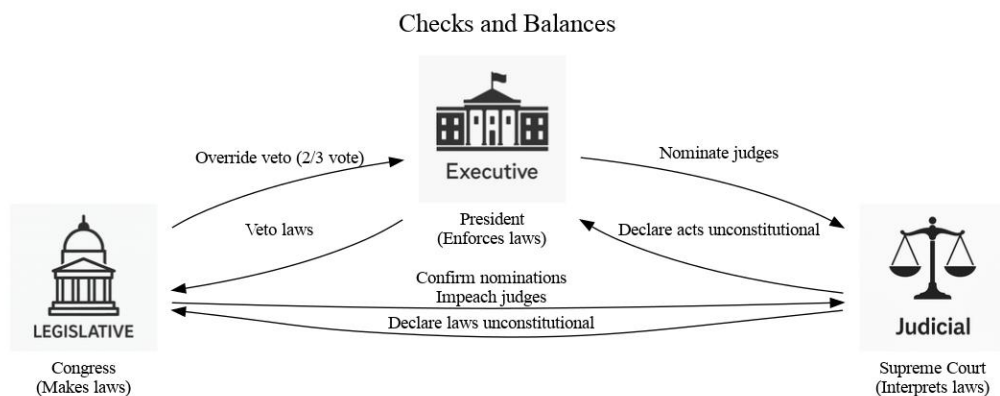 Checks and Balances
Executive
President
(Enforces laws)
Override veto (2/3 vote)
Nominate judges
Veto laws
Declare acts unconstitutional
LEGISLATIVE
Congress
(Makes laws)
Confirm nominations
Impeach judges
Declare laws unconstitutional
Judicial
Supreme Court
(Interprets laws)